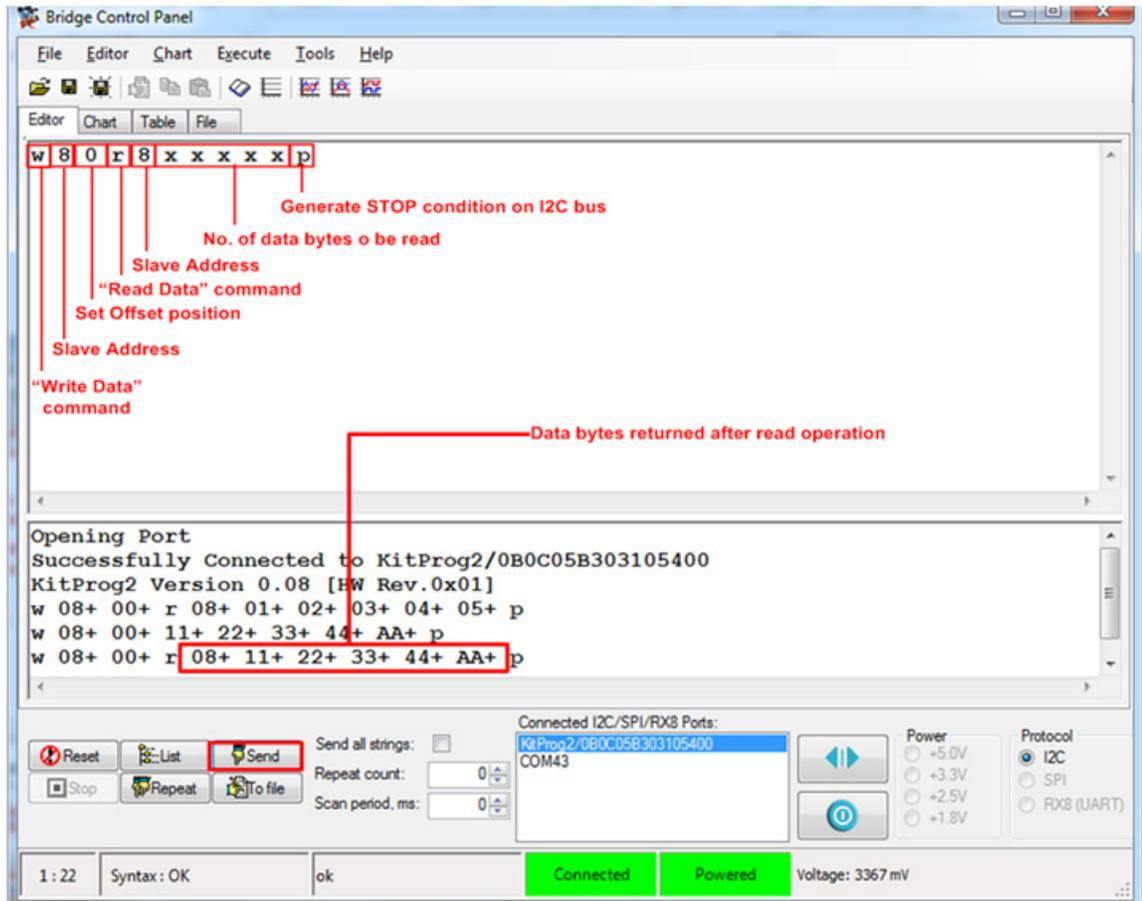 Bridge Control Panel
File Editor Chart Execute Tools Help
Editor Chart Table File
w 8 0 r 8 x x x x x p
Generate STOP condition on I2C bus
No. of data bytes o be read
Slave Address
“Read Data” command
Set Offset position
Slave Address
“Write Data”
command
Data bytes returned after read operation
Opening Port
Successfully Connected to KitProg2/0B0C05B303105400
KitProg2 Version 0.08 [HW Rev.0x01]
w 08+ 00+ r 08+ 01+ 02+ 03+ 04+ 05+ p
w 08+ 00+ 11+ 22+ 33+ 44+ AA+ p
w 08+ 00+ r 08+ 11+ 22+ 33+ 44+ AA+ p
Connected I2C/SPI/RX8 Ports:
Reset List Send
Stop Repeat To file
Send all strings:
Repeat count: 0
Scan period, ms: 0
KitProg2/0B0C05B303105400
COM43
Power
+5.0V
+3.3V
+2.5V
+1.8V
Protocol
I2C
SPI
RX8 (UART)
1 : 22 Syntax : OK ok Connected Powered Voltage: 3367 mV